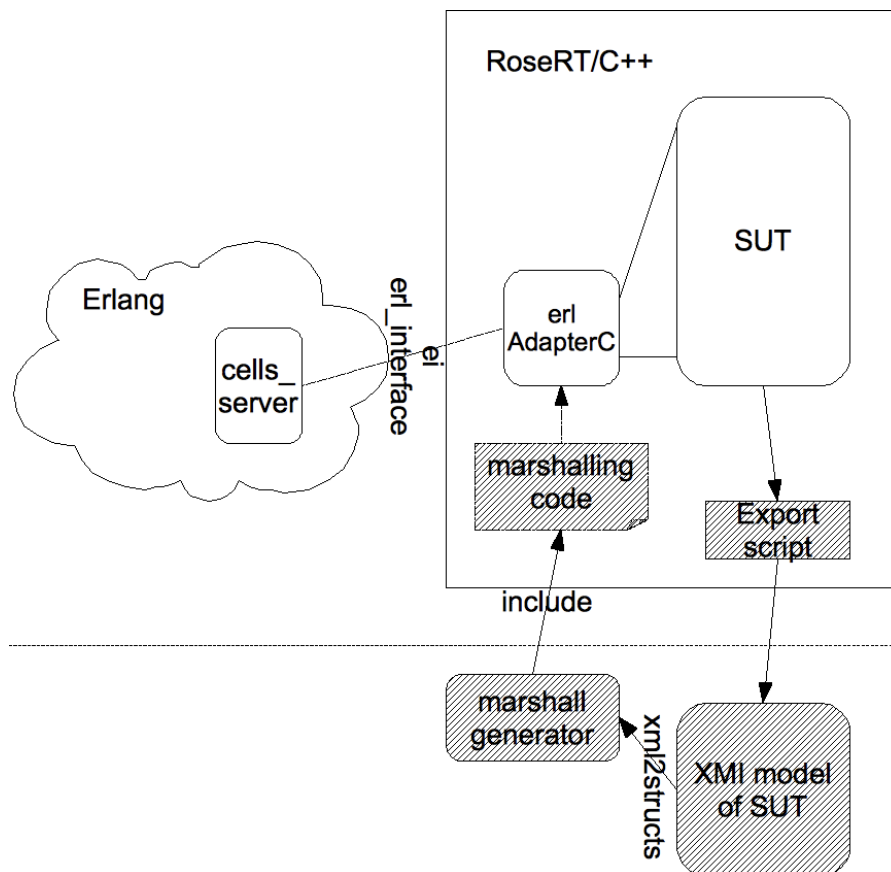 RoseRT/C++
SUT
Erlang
cells_
server
erl_interface
ei
erl
AdapterC
marshalling
code
Export
script
include
marshall
generator
xml2structs
XMI model
of SUT